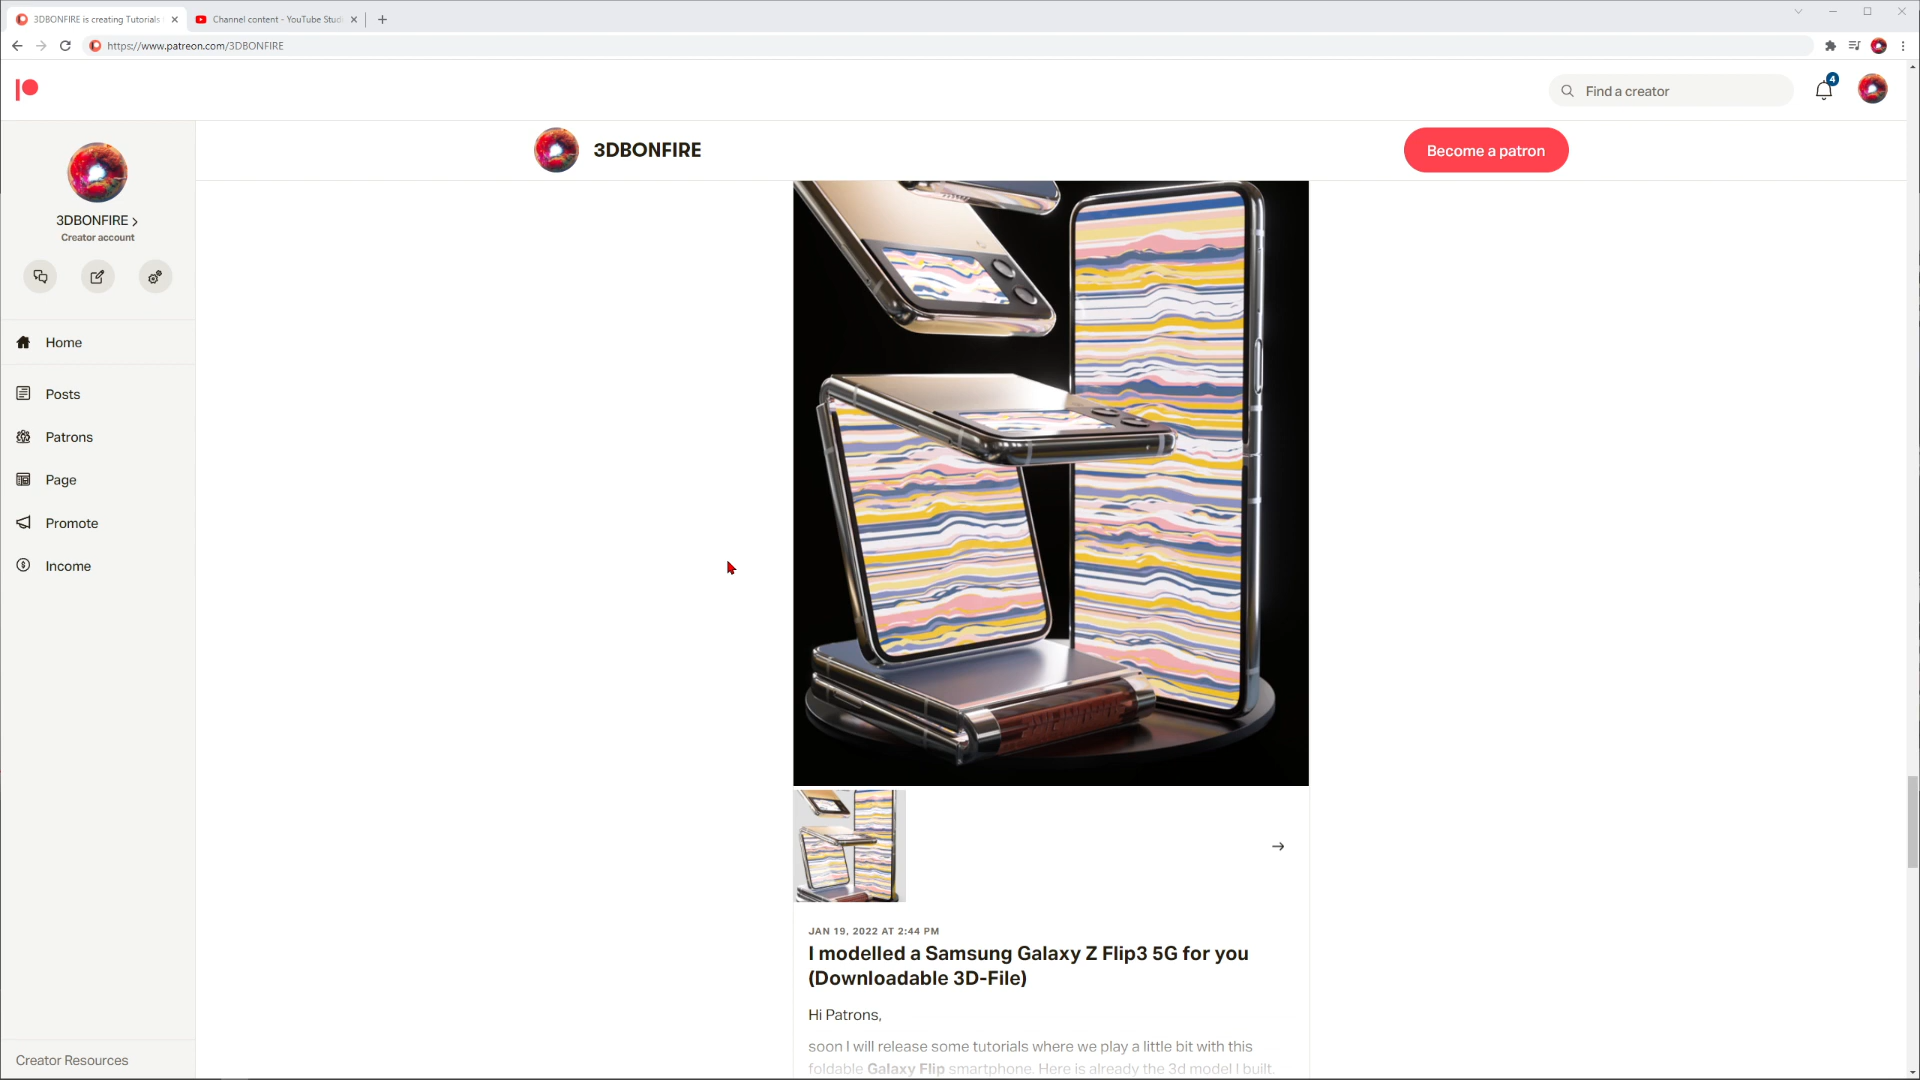 3DBONFIRE is creating Tutorials
Channel content - YouTube Stud
https://www.patreon.com/3DBONFIRE
Find a creator
4
3DBONFIRE
Become a patron
3DBONFIRE
Creator account
Home
Posts
Patrons
Page
Promote
Income
Creator Resources
JAN 19, 2022 AT 2:44 PM
I modelled a Samsung Galaxy Z Flip3 5G for you
(Downloadable 3D-File)
Hi Patrons,
soon I will release some tutorials where we play a little bit with this
foldable Galaxy Flip smartphone. Here is already the 3d model I built.